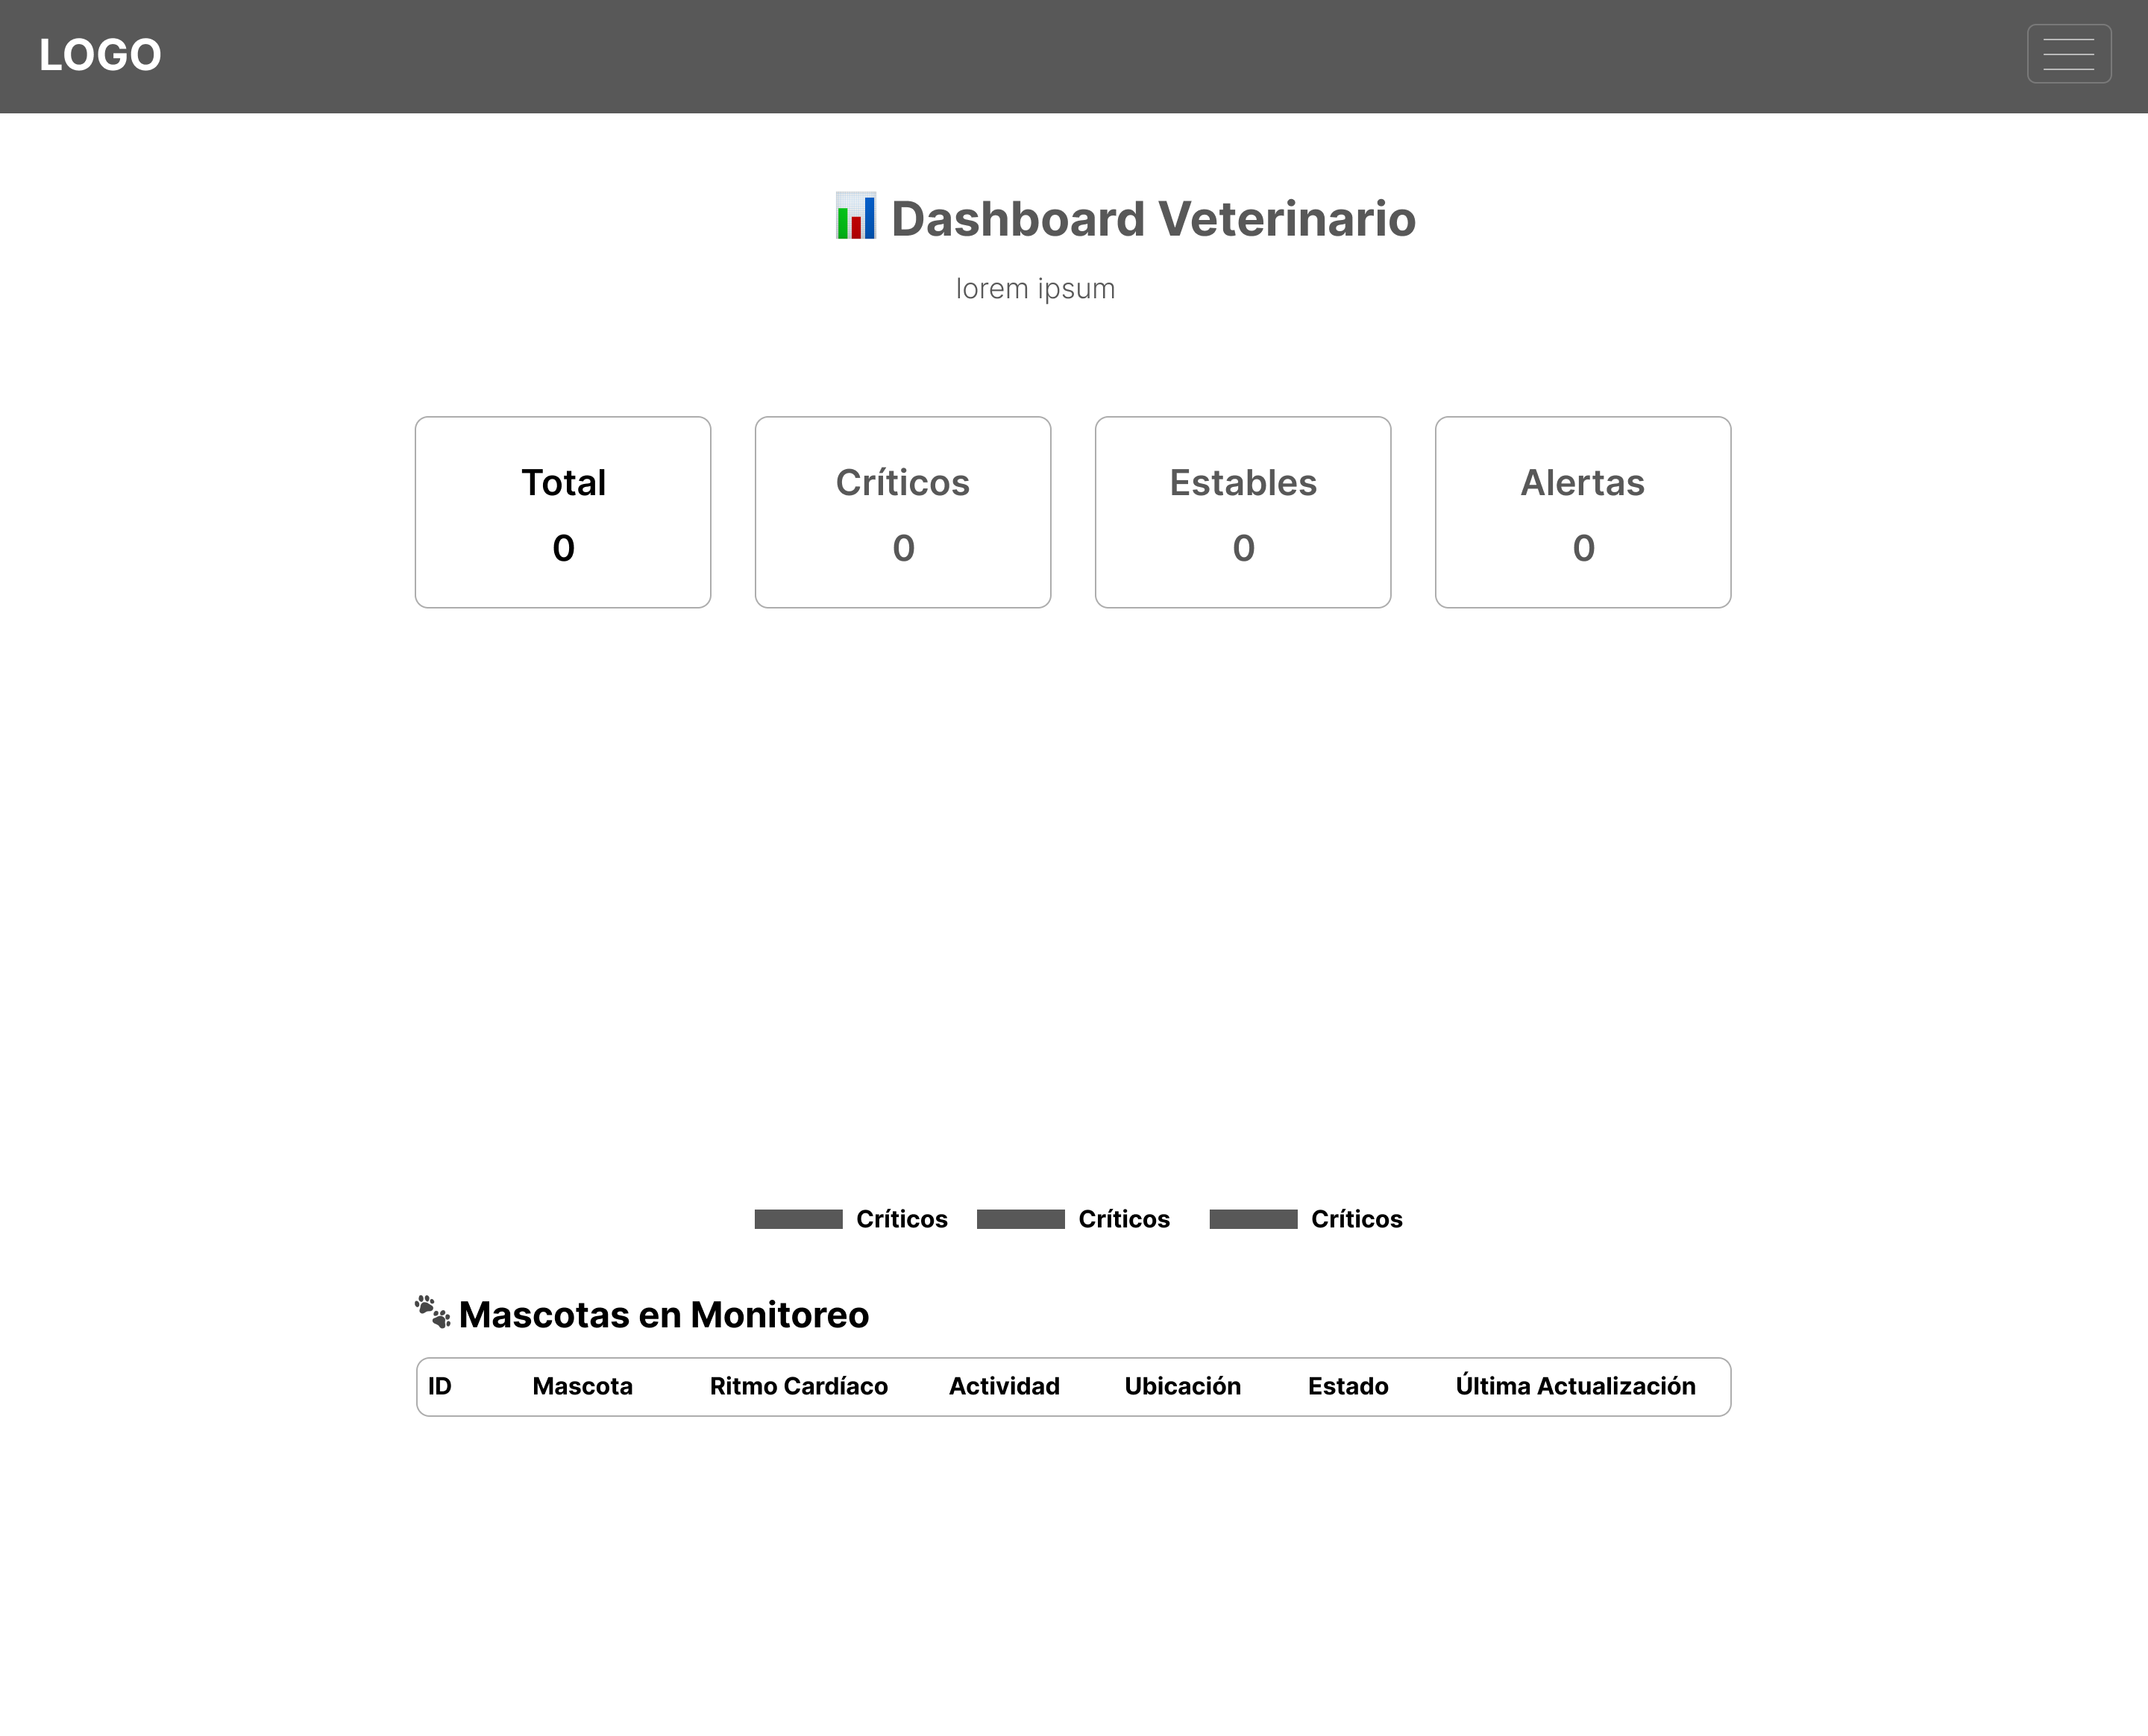 LOGO
📊 Dashboard Veterinario
lorem ipsum
Total
0
Críticos
0
Estables
0
Alertas
0
Críticos Críticos Críticos
🐾 Mascotas en Monitoreo
ID Mascota Ritmo Cardíaco Actividad Ubicación Estado Última Actualización